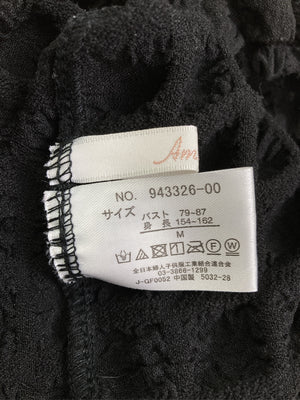 Am
NO. 943326-00
サイズ バスト 79~87
身長 154~162
M
全日本婦人子供服工業組合連合会
03-3866-1299
J-QF0052 中国製 5032-28